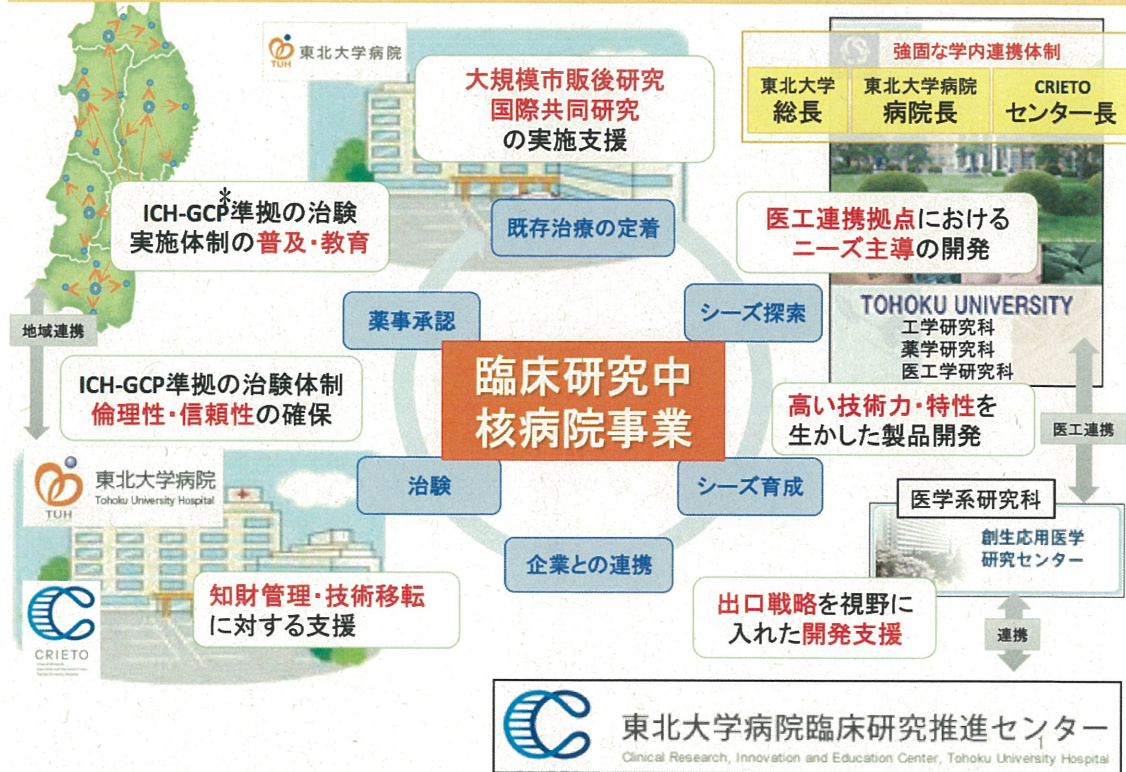 TUH
東北大学病院
大規模市販後研究
国際共同研究
の実施支援
強固な学内連携体制
東北大学
総長
東北大学病院
病院長
CRIETO
センター長
ICH-GCP*準拠の治験
実施体制の普及・教育
既存治療の定着
医工連携拠点における
ニーズ主導の開発
地域連携
薬事承認
シーズ探索
TOHOKU UNIVERSITY
工学研究科
薬学研究科
医工学研究科
臨床研究中
核病院事業
ICH-GCP準拠の治験体制
倫理性・信頼性の確保
高い技術力・特性を
生かした製品開発
医工連携
TUH
東北大学病院
Tohoku University Hospital
治験
シーズ育成
医学系研究科
創生応用医学
研究センター
企業との連携
知財管理・技術移転
に対する支援
出口戦略を視野に
入れた開発支援
連携
CRIETO
東北大学病院臨床研究推進センター
Clinical Research, Innovation and Education Center, Tohoku University Hospital
1